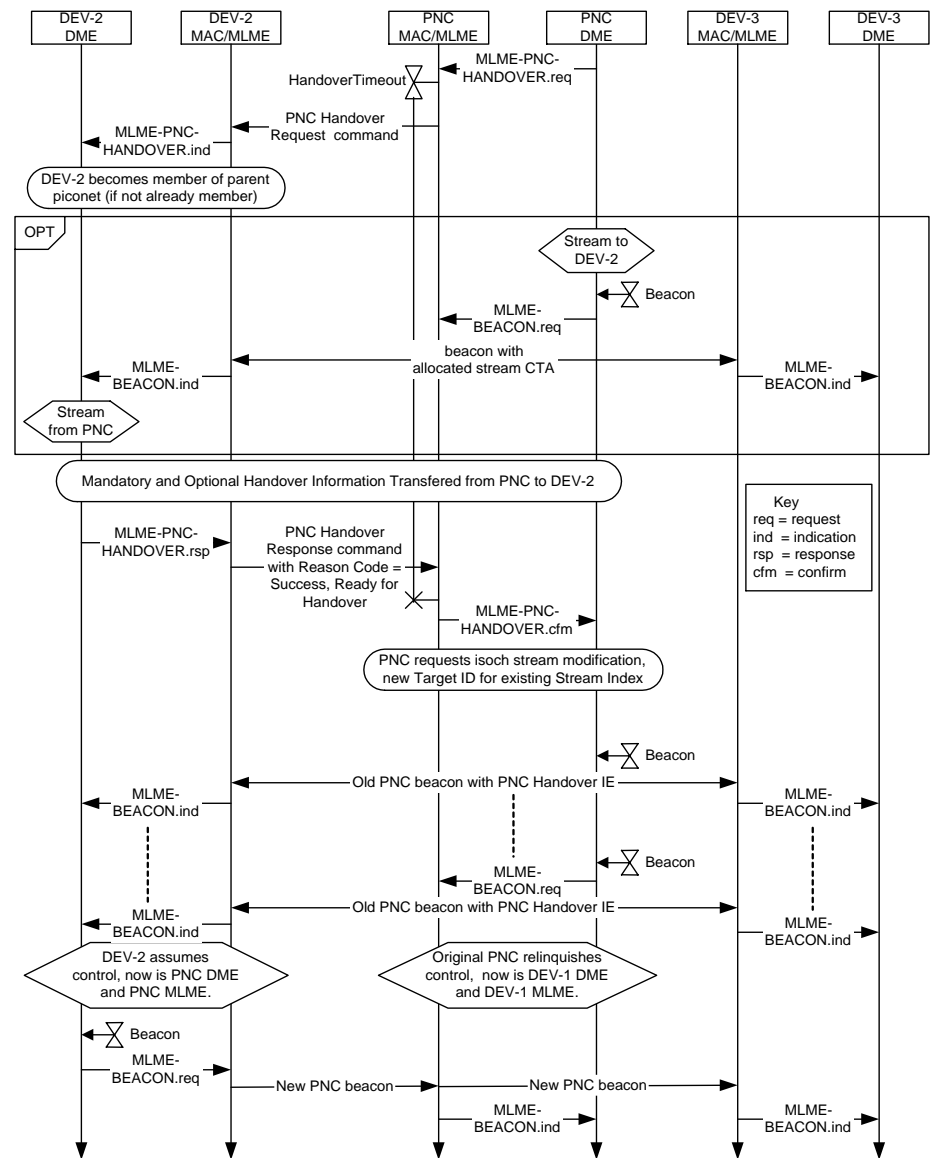 DEV-2
DME
DEV-2
MAC/MLME
PNC
MAC/MLME
PNC
DME
DEV-3
MAC/MLME
DEV-3
DME
MLME-PNC-
HANDOVER.req
HandoverTimeout
PNC Handover
Request command
MLME-PNC-
HANDOVER.ind
DEV-2 becomes member of parent
piconet (if not already member)
OPT
Stream to
DEV-2
Beacon
MLME-
BEACON.req
beacon with
allocated stream CTA
MLME-
BEACON.ind
MLME-
BEACON.ind
Stream
from PNC
Mandatory and Optional Handover Information Transfered from PNC to DEV-2
Key
req = request
ind = indication
rsp = response
cfm = confirm
MLME-PNC-
HANDOVER.rsp
PNC Handover
Response command
with Reason Code =
Success, Ready for
Handover
MLME-PNC-
HANDOVER.cfm
PNC requests isoch stream modification,
new Target ID for existing Stream Index
Beacon
Old PNC beacon with PNC Handover IE
MLME-
BEACON.ind
MLME-
BEACON.ind
Beacon
MLME-
BEACON.req
Old PNC beacon with PNC Handover IE
MLME-
BEACON.ind
MLME-
BEACON.ind
DEV-2 assumes
control, now is PNC DME
and PNC MLME.
Original PNC relinquishes
control, now is DEV-1 DME
and DEV-1 MLME.
Beacon
MLME-
BEACON.req
New PNC beacon
New PNC beacon
MLME-
BEACON.ind
MLME-
BEACON.ind